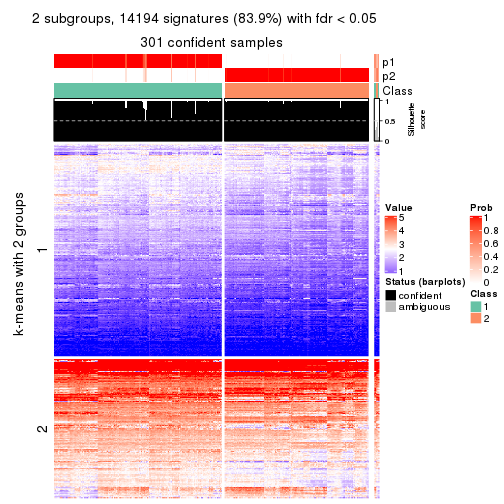 2 subgroups, 14194 signatures (83.9%) with fdr < 0.05
301 confident samples
p1
p2
Class
1
0.5
0
Silhouette
score
k-means with 2 groups
1
2
Value
5
4
3
2
1
Status (barplots)
confident
ambiguous
Prob
1
0.8
0.6
0.4
0.2
0
Class
1
2